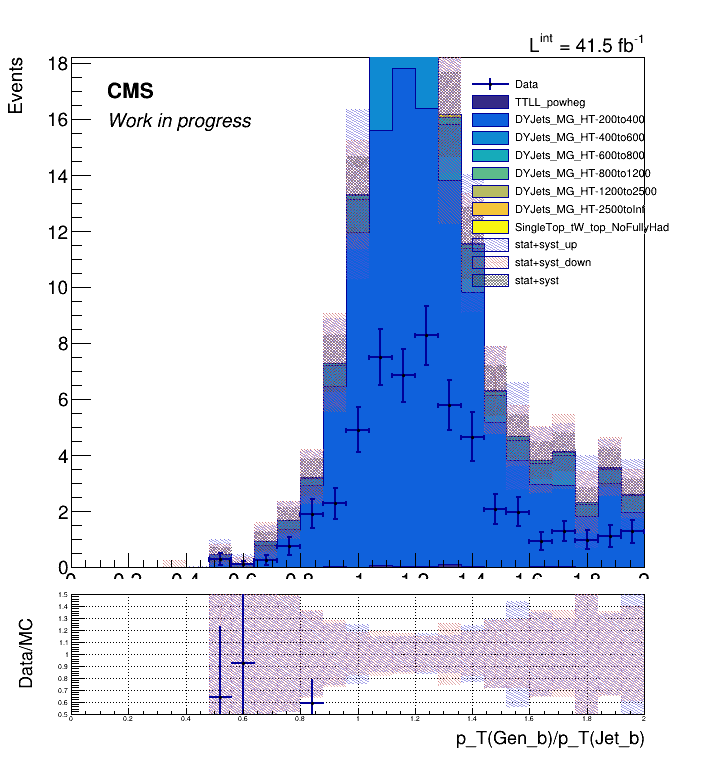 L^int = 41.5 fb^-1
Events
18
16
14
12
10
8
6
4
2
0
CMS
Work in progress
Data
TTLL_powheg
DYJets_MG_HT-200to400
DYJets_MG_HT-400to600
DYJets_MG_HT-600to800
DYJets_MG_HT-800to1200
DYJets_MG_HT-1200to2500
DYJets_MG_HT-2500toInf
SingleTop_tW_top_NoFullyHad
stat+syst_up
stat+syst_down
stat+syst
0 0.2 0.4 0.6 0.8 1 1.2 1.4 1.6 1.8 2
Data/MC
1.5
1.4
1.3
1.2
1.1
1
0.9
0.8
0.7
0.6
0.5
0 0.2 0.4 0.6 0.8 1 1.2 1.4 1.6 1.8 2
p_T(Gen_b)/p_T(Jet_b)